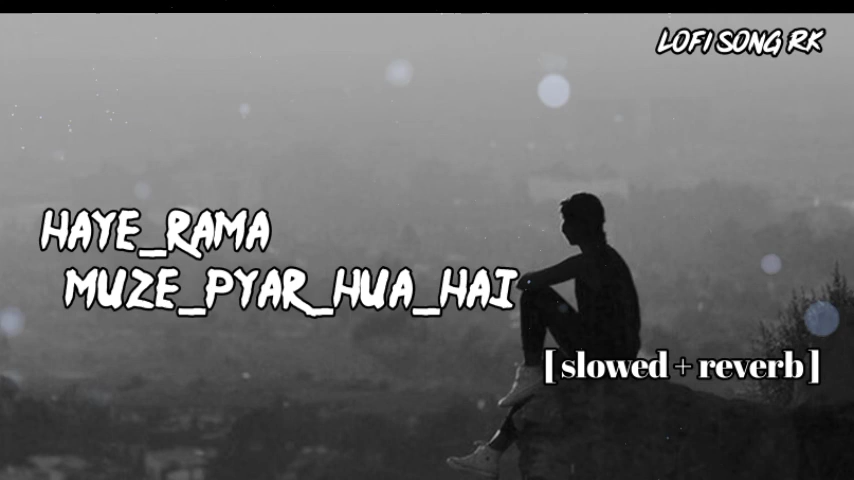 LOFI SONG RK
HAYE_RAMA
MUZE_PYAR_HUA_HAI
[ slowed + reverb ]